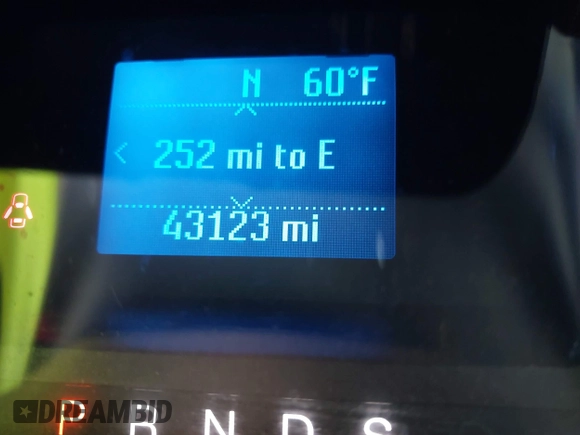 N 60°F
252 mi to E
43123 mi
P R N D S
DREAMBID